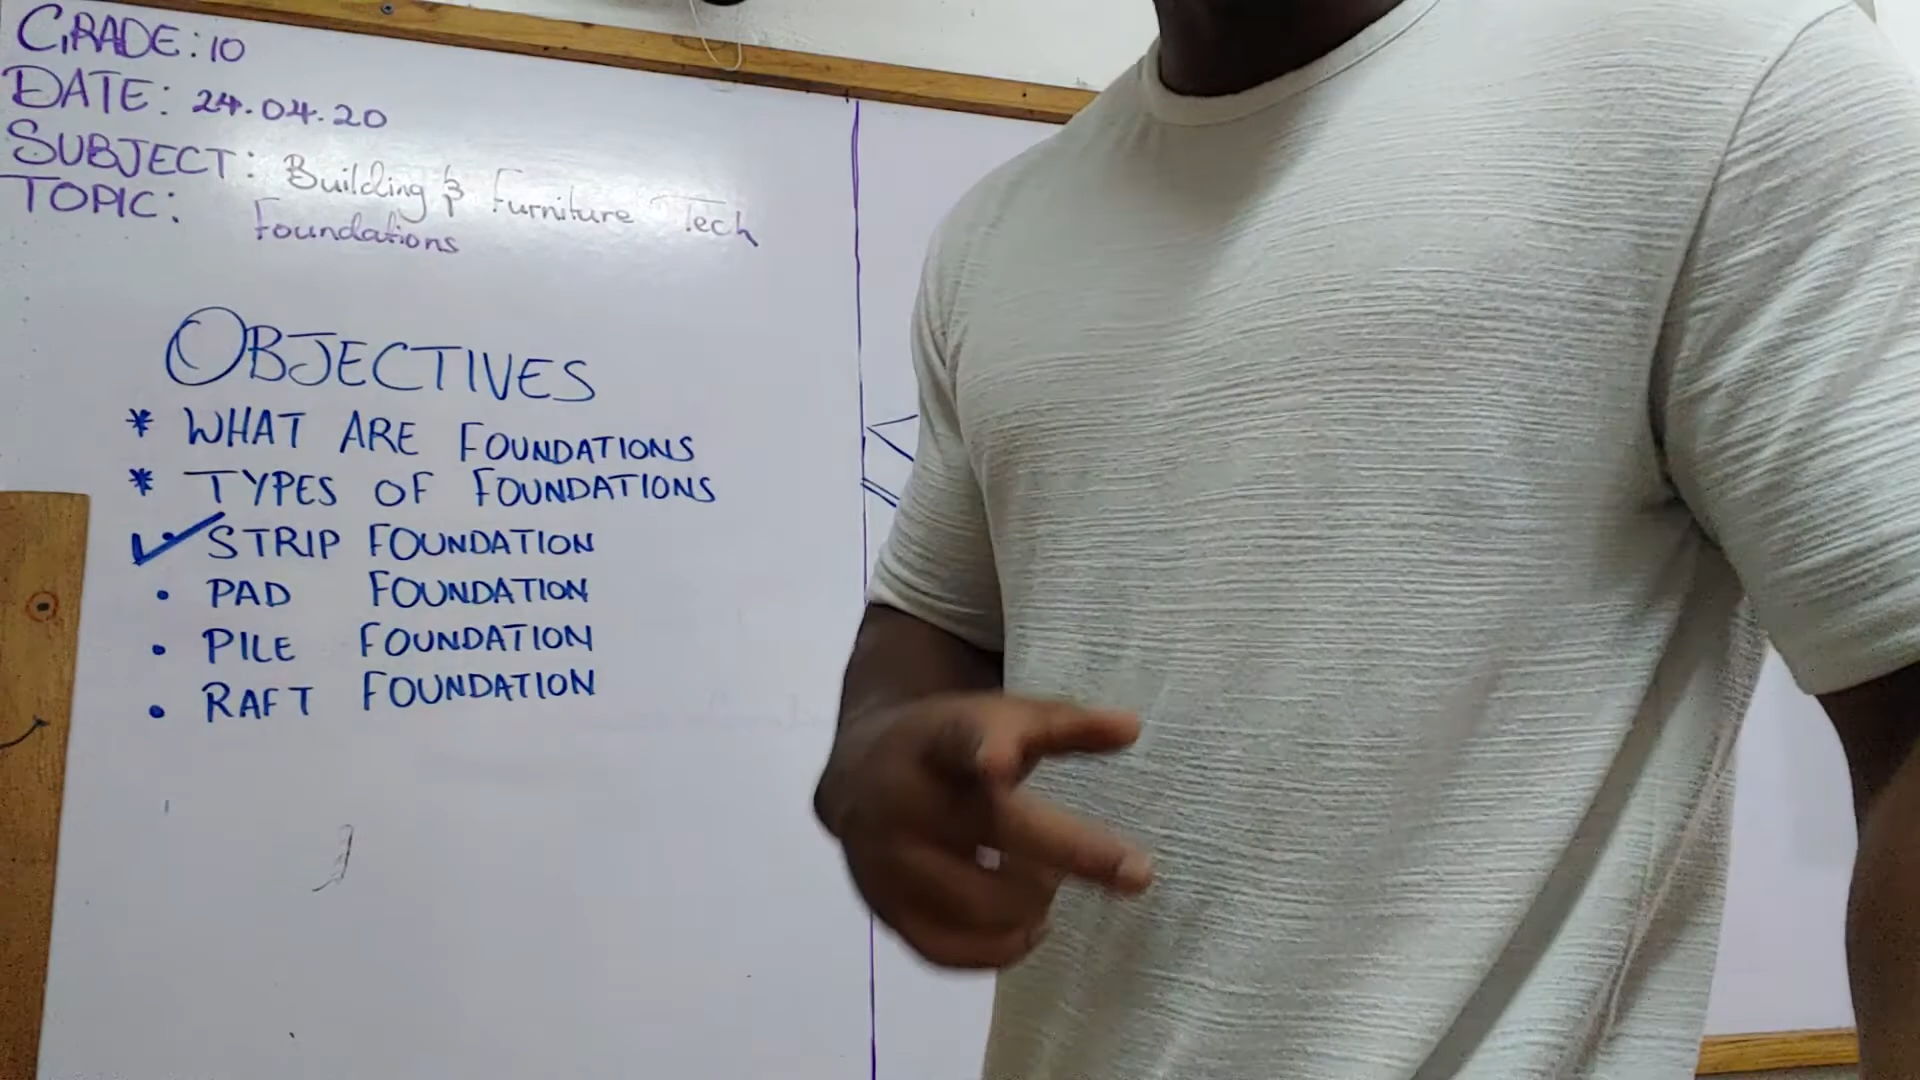 GRADE: 10
DATE: 24.04.20
SUBJECT: Building & Furniture Tech
TOPIC: Foundations
OBJECTIVES
* WHAT ARE FOUNDATIONS
* TYPES OF FOUNDATIONS
✓ STRIP FOUNDATION
• PAD FOUNDATION
• PILE FOUNDATION
• RAFT FOUNDATION